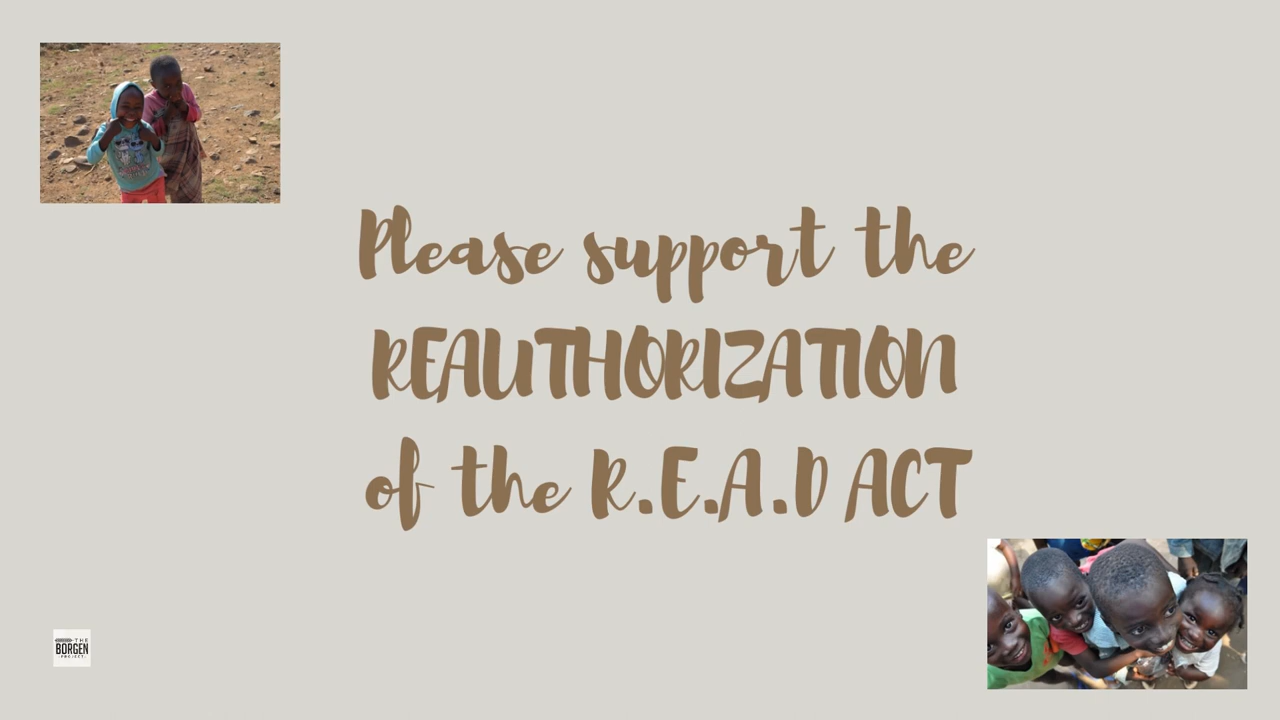 Please support the
REAUTHORIZATION
of the R.E.A.D ACT
THE
BORGEN
PROJECT